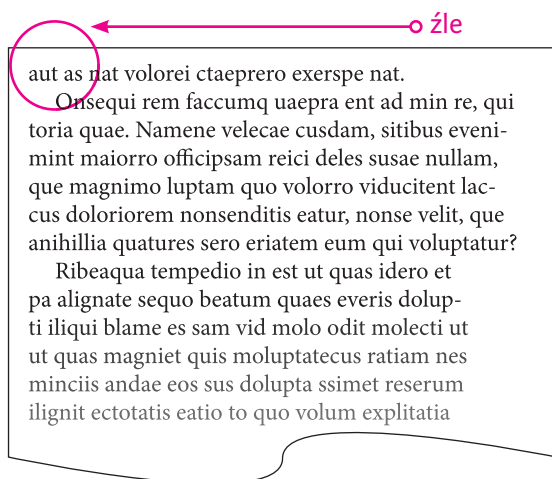 źle
aut as nat volorei ctaeprero exerspe nat.
Onsequi rem faccumq uaepra ent ad min re, qui
toria quae. Namene velecae cusdam, sitibus eveni-
mint maiorro officipsam reici deles susae nullam,
que magnimo luptam quo volorro viducitent lac-
cus doloriorem nonsenditis eatur, nonse velit, que
anihillia quatures sero eriatem eum qui voluptatur?
Ribeaqua tempedio in est ut quas idero et
pa alignate sequo beatum quaes everis dolup-
ti iliqui blame es sam vid molo odit molecti ut
ut quas magniet quis moluptatecus ratiam nes
minciis andae eos sus dolupta ssimet reserum
ilignit ectotatis eatio to quo volum explitatia